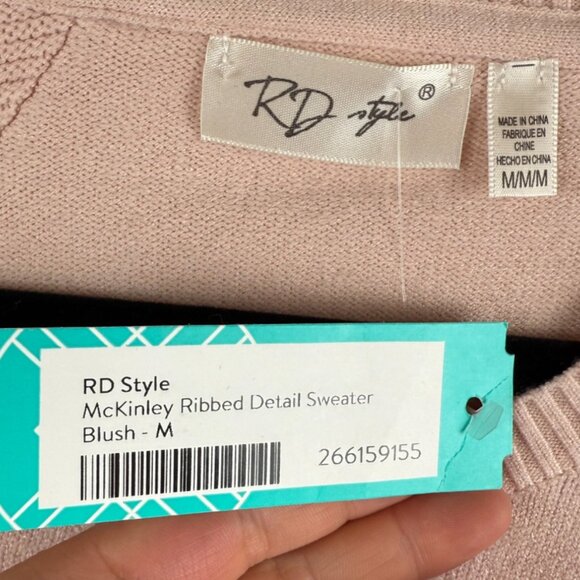 RD style®
MADE IN CHINA
FABRIQUE EN
CHINE
HECHO EN CHINA
M/M/M
RD Style
McKinley Ribbed Detail Sweater
Blush - M
266159155